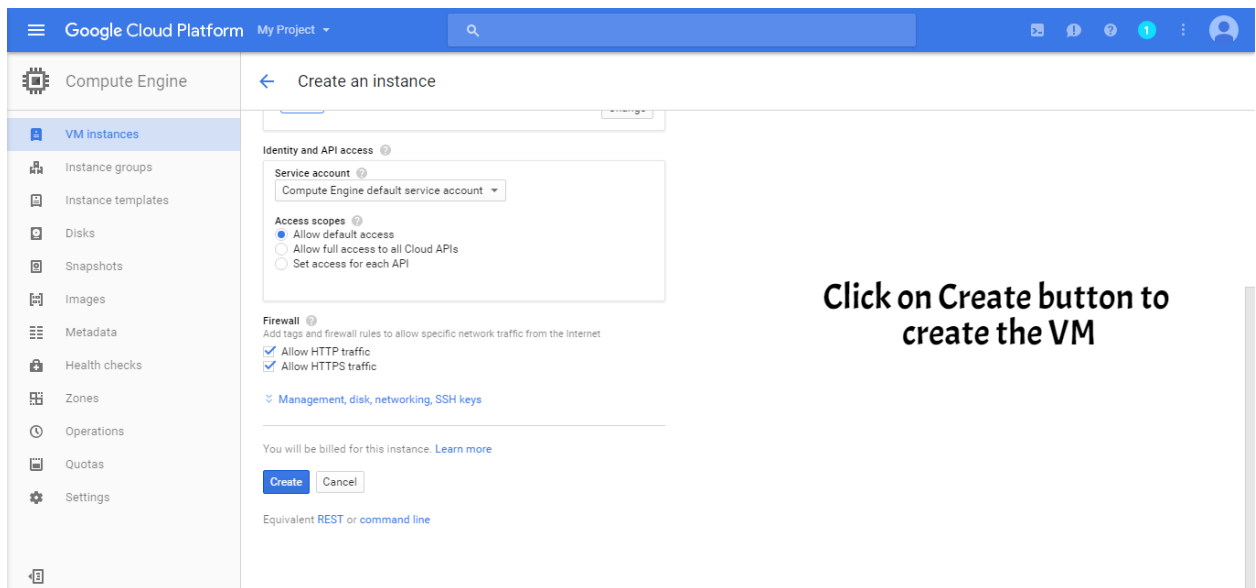 Google Cloud Platform My Project
1
Compute Engine
Create an instance
Change
VM instances
Instance groups
Instance templates
Disks
Snapshots
Images
Metadata
Health checks
Zones
Operations
Quotas
Settings
Identity and API access
Service account
Compute Engine default service account
Access scopes
Allow default access
Allow full access to all Cloud APIs
Set access for each API
Firewall
Add tags and firewall rules to allow specific network traffic from the Internet
Allow HTTP traffic
Allow HTTPS traffic
Management, disk, networking, SSH keys
You will be billed for this instance. Learn more
Create Cancel
Equivalent REST or command line
Click on Create button to
create the VM